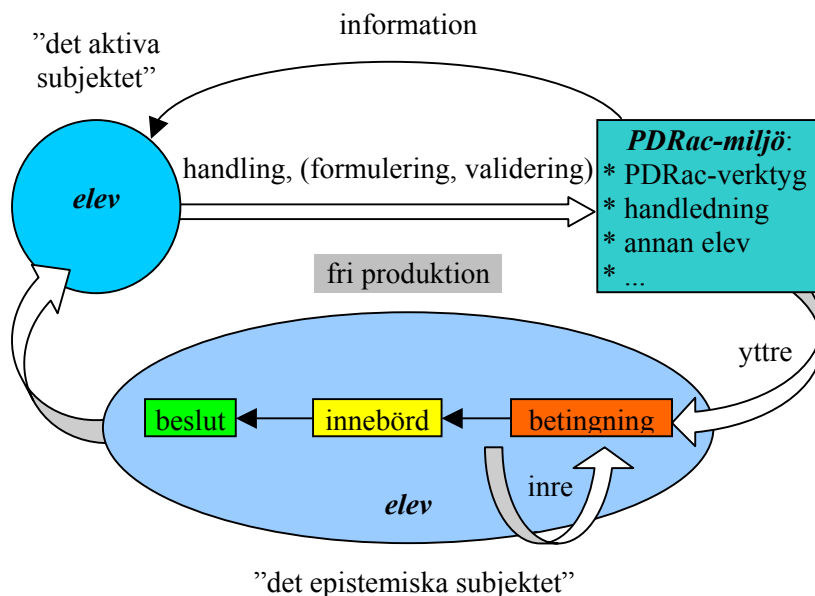 information
”det aktiva
subjektet”
elev
handling, (formulering, validering)
PDRac-miljö:
* PDRac-verktyg
* handledning
* annan elev
* ...
fri produktion
yttre
beslut
innebörd
betingning
inre
elev
”det epistemiska subjektet”